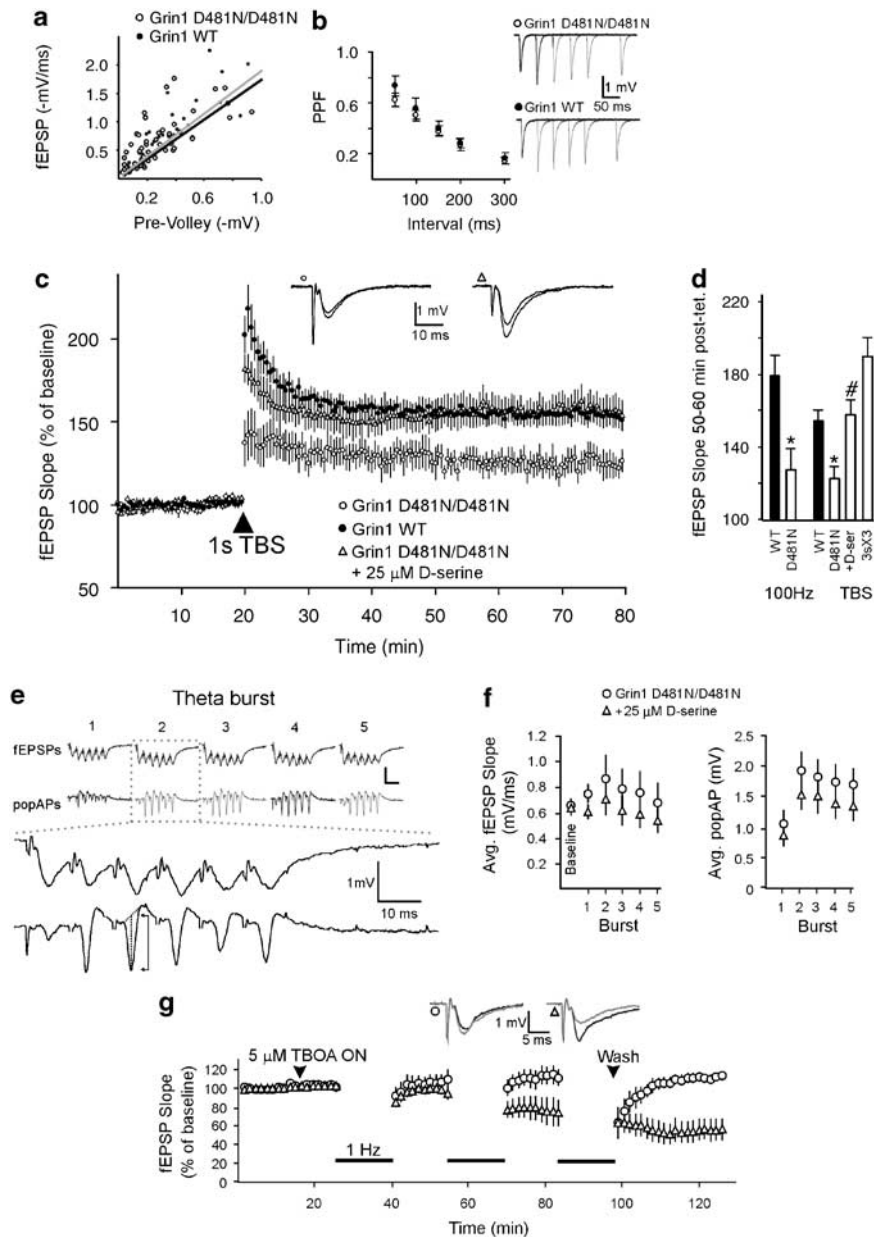 a
○ Grin1 D481N/D481N
• Grin1 WT
fEPSP (-mV/ms)
2.0
1.5
1.0
0.5
0.2 0.6 1.0
Pre-Volley (-mV)
b
PPF
1.0
0.6
0.2
100 200 300
Interval (ms)
○ Grin1 D481N/D481N
1 mV
50 ms
● Grin1 WT
c
fEPSP Slope (% of baseline)
200
150
100
50
○
1 mV
10 ms
△
1s TBS
○ Grin1 D481N/D481N
● Grin1 WT
△ Grin1 D481N/D481N
+ 25 μM D-serine
10 20 30 40 50 60 70 80
Time (min)
d
fEPSP Slope 50-60 min post-tet.
220
180
140
100
* * #
WT
D481N
WT
D481N
+D-ser
3sX3
100Hz TBS
e
Theta burst
1 2 3 4 5
fEPSPs
popAPs
1mV
10 ms
f
○ Grin1 D481N/D481N
△ +25 μM D-serine
Avg. fEPSP Slope
(mV/ms)
1.2
1.0
0.8
0.6
0.4
0.2
Baseline
1 2 3 4 5
Burst
Avg. popAP (mV)
2.5
2.0
1.5
1.0
0.5
0
1 2 3 4 5
Burst
g
○
1 mV
5 ms
△
5 μM TBOA ON
Wash
fEPSP Slope
(% of baseline)
120
100
80
60
40
20
0
1 Hz
20 40 60 80 100 120
Time (min)